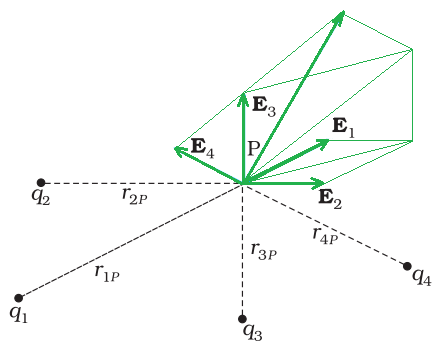 E₃
P
E₁
E₄
E₂
q₂
r₂P
r₄P
r₃P
r₁P
q₄
q₁
q₃